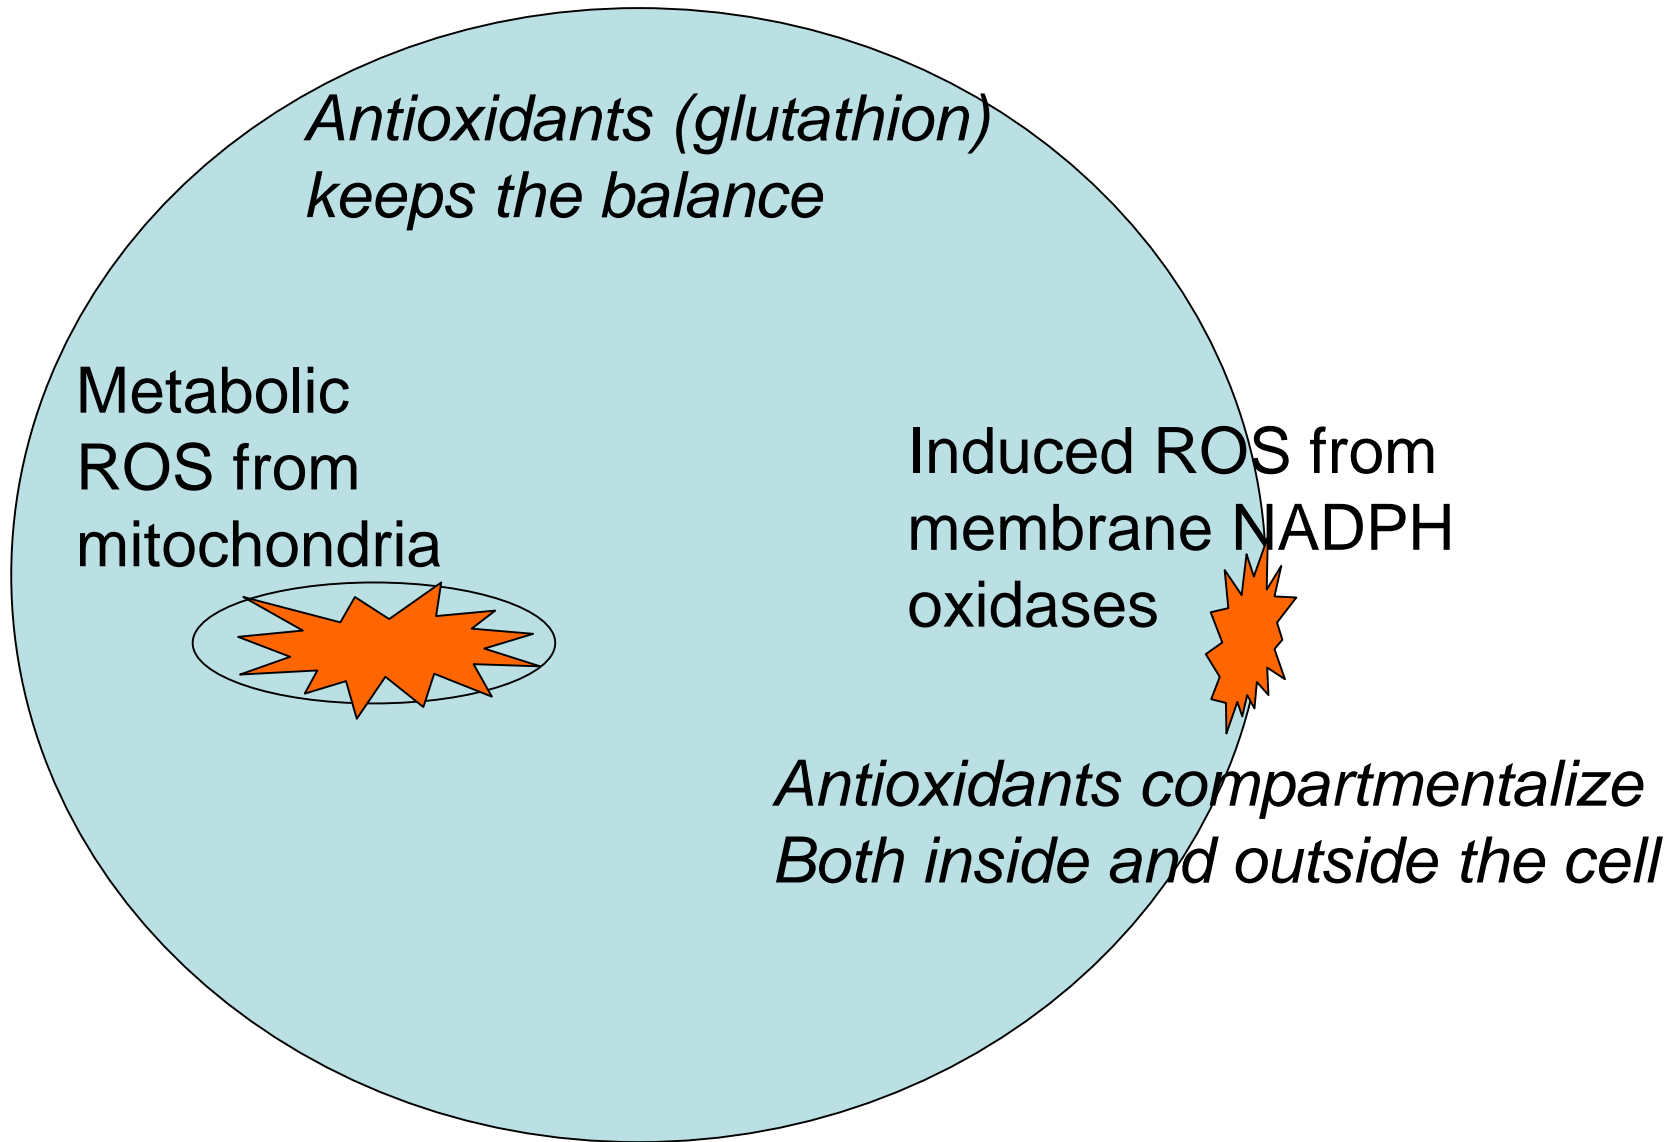 Antioxidants (glutathion)
keeps the balance
Metabolic
ROS from
mitochondria
Induced ROS from
membrane NADPH
oxidases
Antioxidants compartmentalize
Both inside and outside the cell